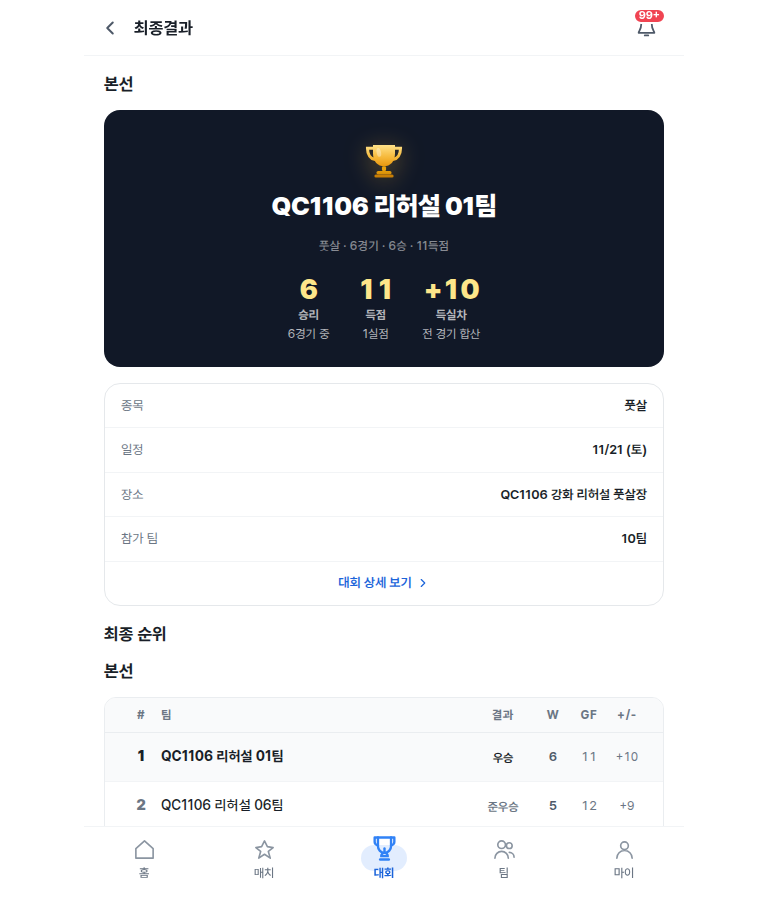 최종결과
99+
본선
QC1106 리허설 01팀
풋살 · 6경기 · 6승 · 11득점
6 11 +10
승리 득점 득실차
6경기 중 1실점 전 경기 합산
종목 풋살
일정 11/21 (토)
장소 QC1106 강화 리허설 풋살장
참가 팀 10팀
대회 상세 보기 >
최종 순위
본선
# 팀 결과 W GF +/-
1 QC1106 리허설 01팀 우승 6 11 +10
2 QC1106 리허설 06팀 준우승 5 12 +9
홈 매치 대회 팀 마이